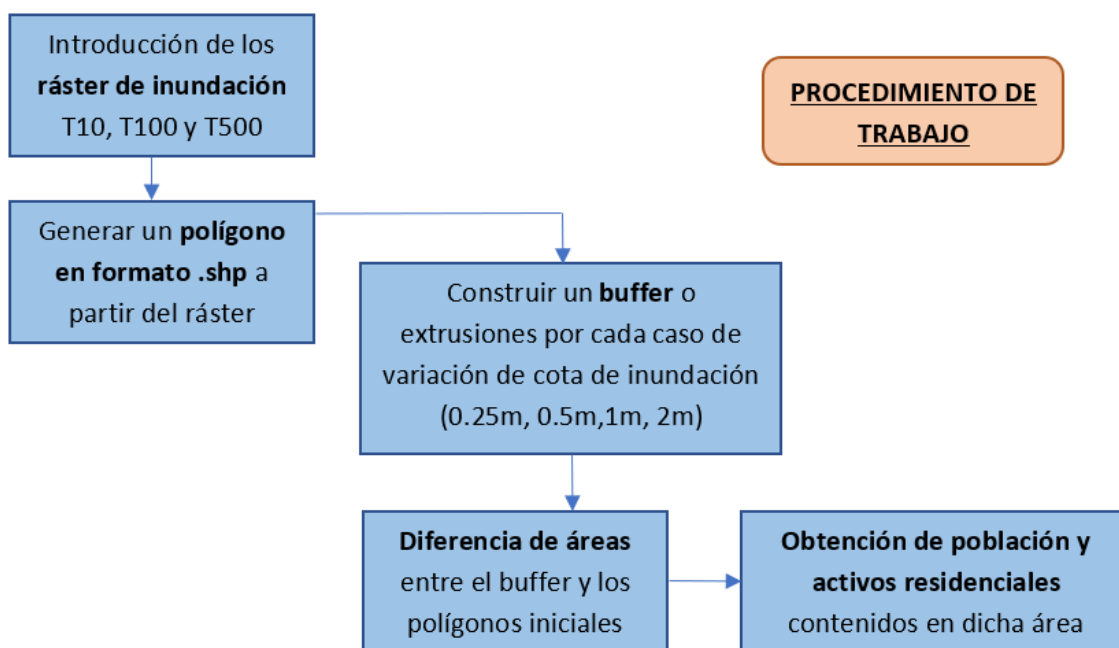 Introducción de los
ráster de inundación
T10, T100 y T500
PROCEDIMIENTO DE
TRABAJO
Generar un polígono
en formato .shp a
partir del ráster
Construir un buffer o
extrusiones por cada caso de
variación de cota de inundación
(0.25m, 0.5m,1m, 2m)
Diferencia de áreas
entre el buffer y los
polígonos iniciales
Obtención de población y
activos residenciales
contenidos en dicha área